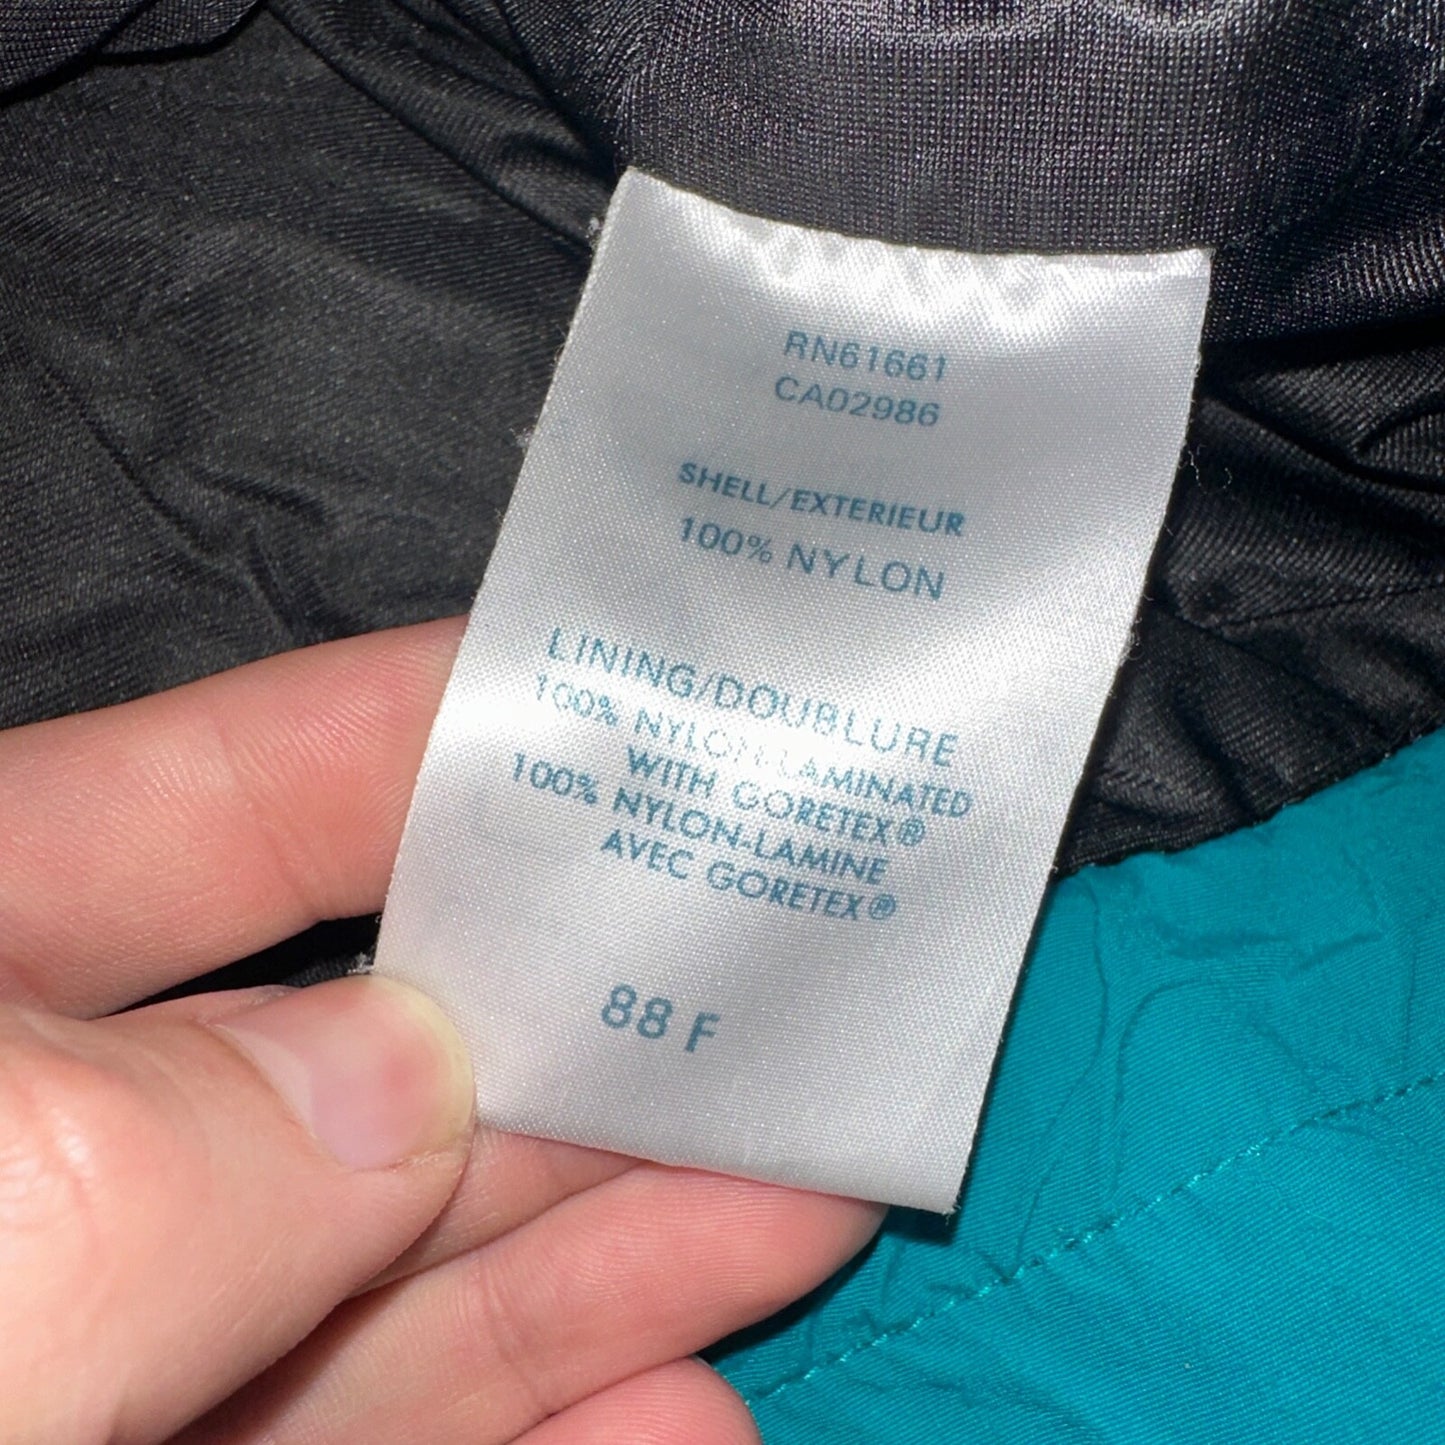 RN61661
CA02986
SHELL/EXTERIEUR
100% NYLON
LINING/DOUBLURE
100% NYLON-LAMINATED
WITH GORETEX®
100% NYLON-LAMINE
AVEC GORETEX®
88 F